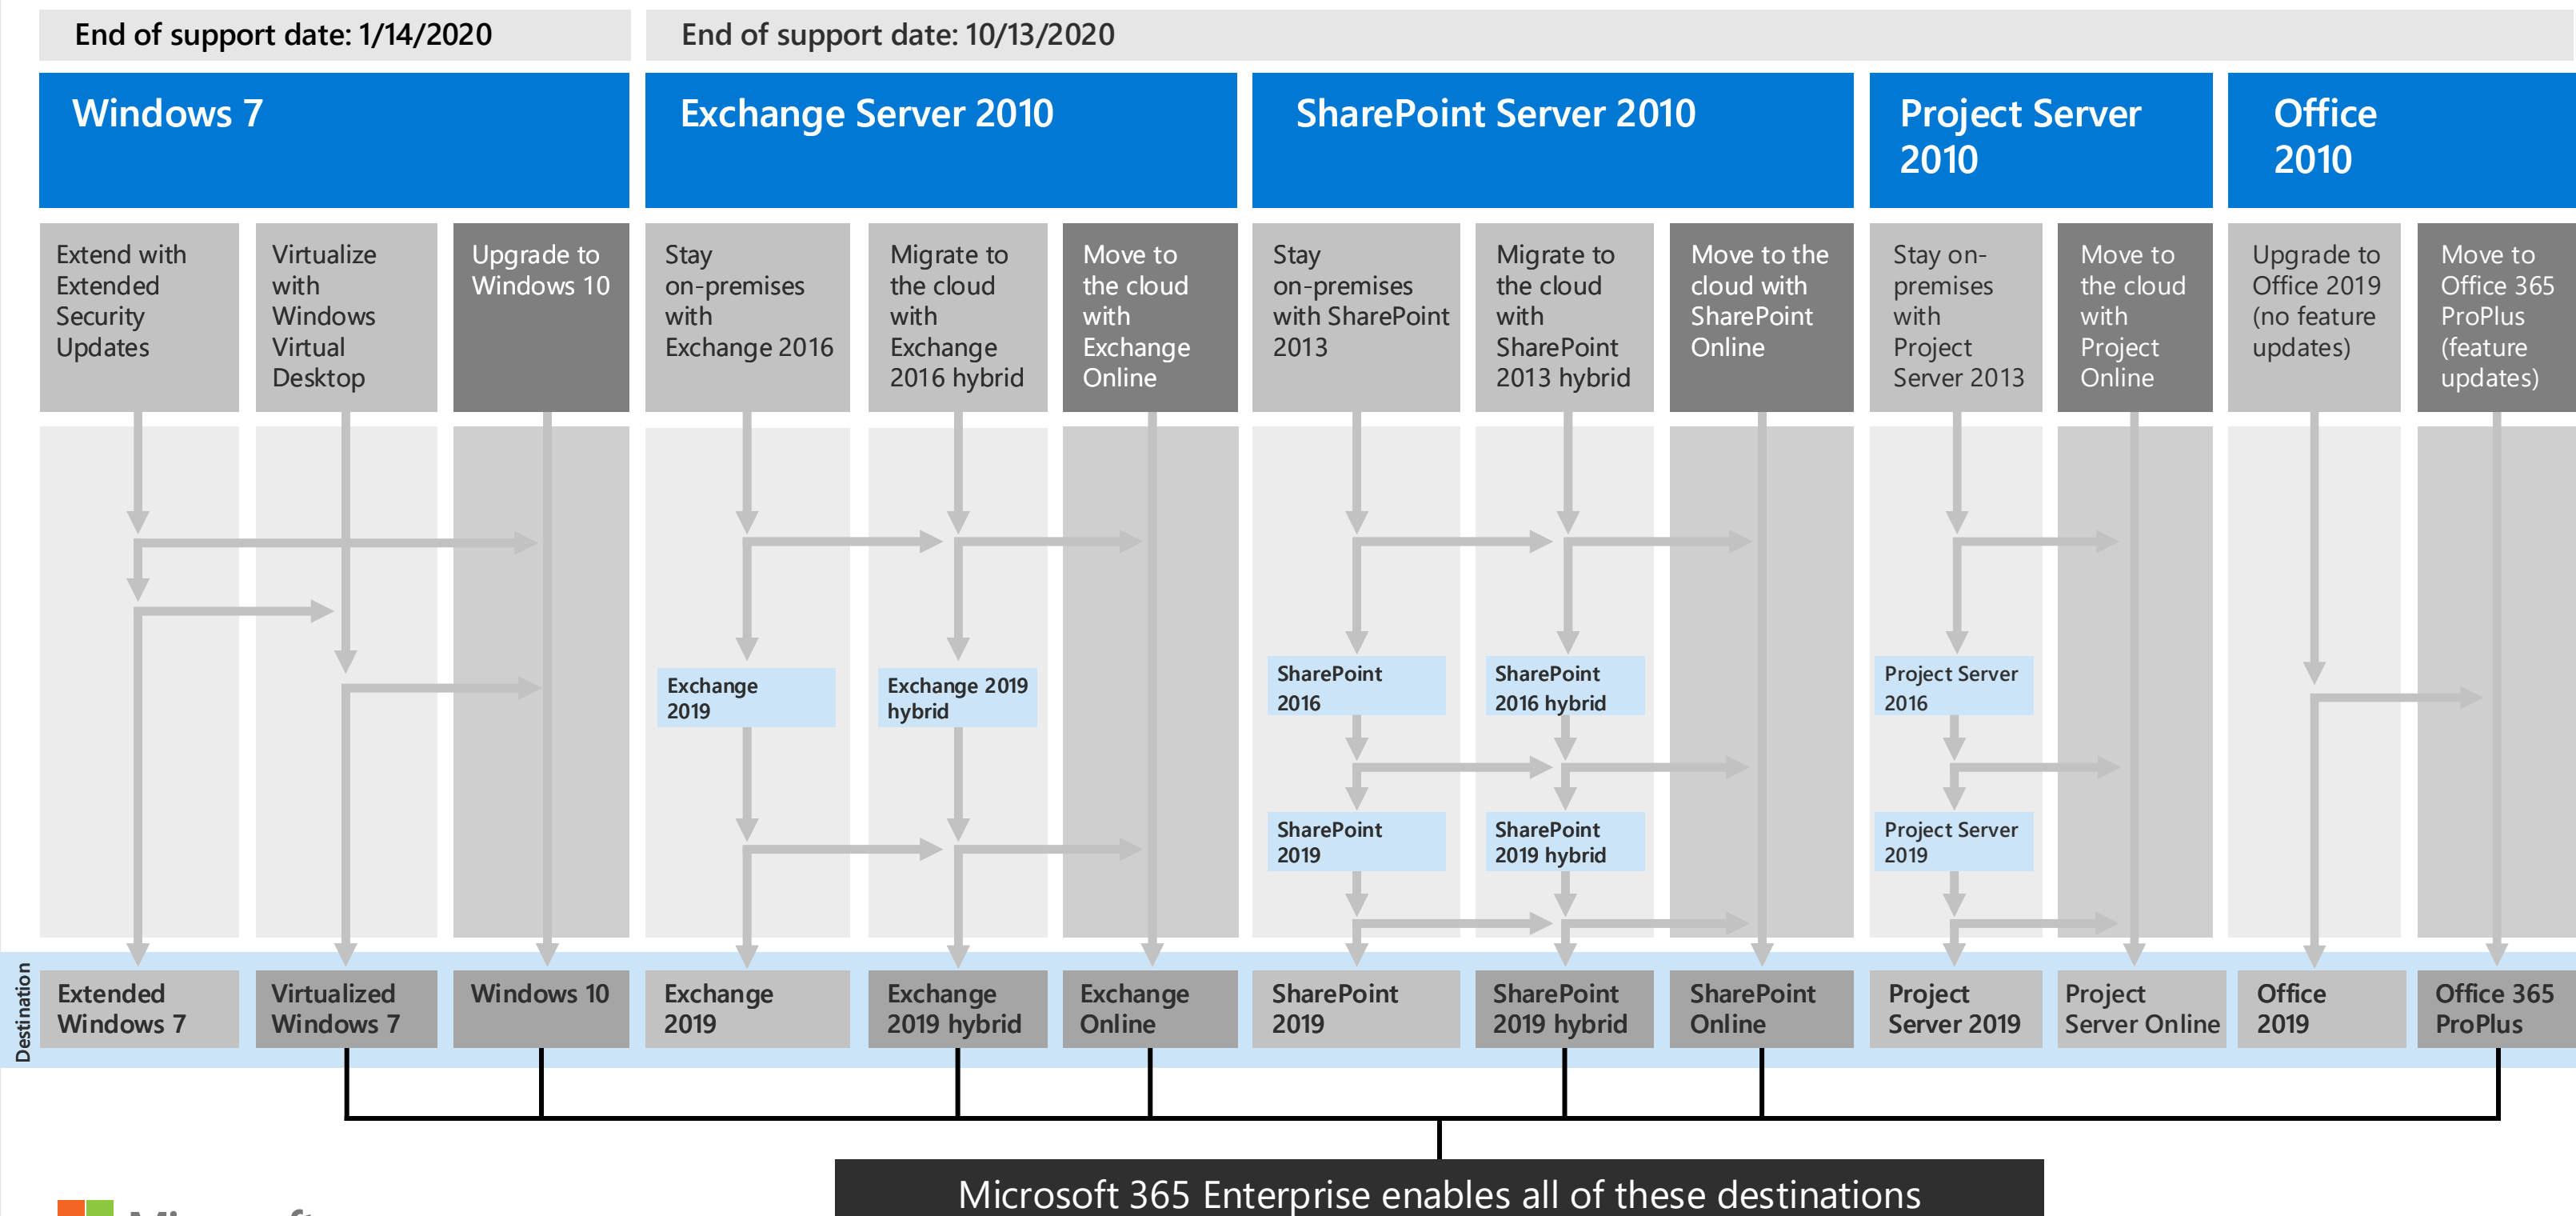 End of support date: 1/14/2020
End of support date: 10/13/2020
Windows 7
Exchange Server 2010
SharePoint Server 2010
Project Server
2010
Office
2010
Extend with
Extended
Security
Updates
Virtualize
with
Windows
Virtual
Desktop
Upgrade to
Windows 10
Stay
on-premises
with
Exchange 2016
Migrate to
the cloud
with
Exchange
2016 hybrid
Move to
the cloud
with
Exchange
Online
Stay
on-premises
with SharePoint
2013
Migrate to
the cloud
with
SharePoint
2013 hybrid
Move to the
cloud with
SharePoint
Online
Stay on-
premises
with
Project
Server 2013
Move to
the cloud
with
Project
Online
Upgrade to
Office 2019
(no feature
updates)
Move to
Office 365
ProPlus
(feature
updates)
Exchange
2019
Exchange 2019
hybrid
SharePoint
2016
SharePoint
2016 hybrid
Project Server
2016
SharePoint
2019
SharePoint
2019 hybrid
Project Server
2019
Destination
Extended
Windows 7
Virtualized
Windows 7
Windows 10
Exchange
2019
Exchange
2019 hybrid
Exchange
Online
SharePoint
2019
SharePoint
2019 hybrid
SharePoint
Online
Project
Server 2019
Project
Server Online
Office
2019
Office 365
ProPlus
Microsoft 365 Enterprise enables all of these destinations